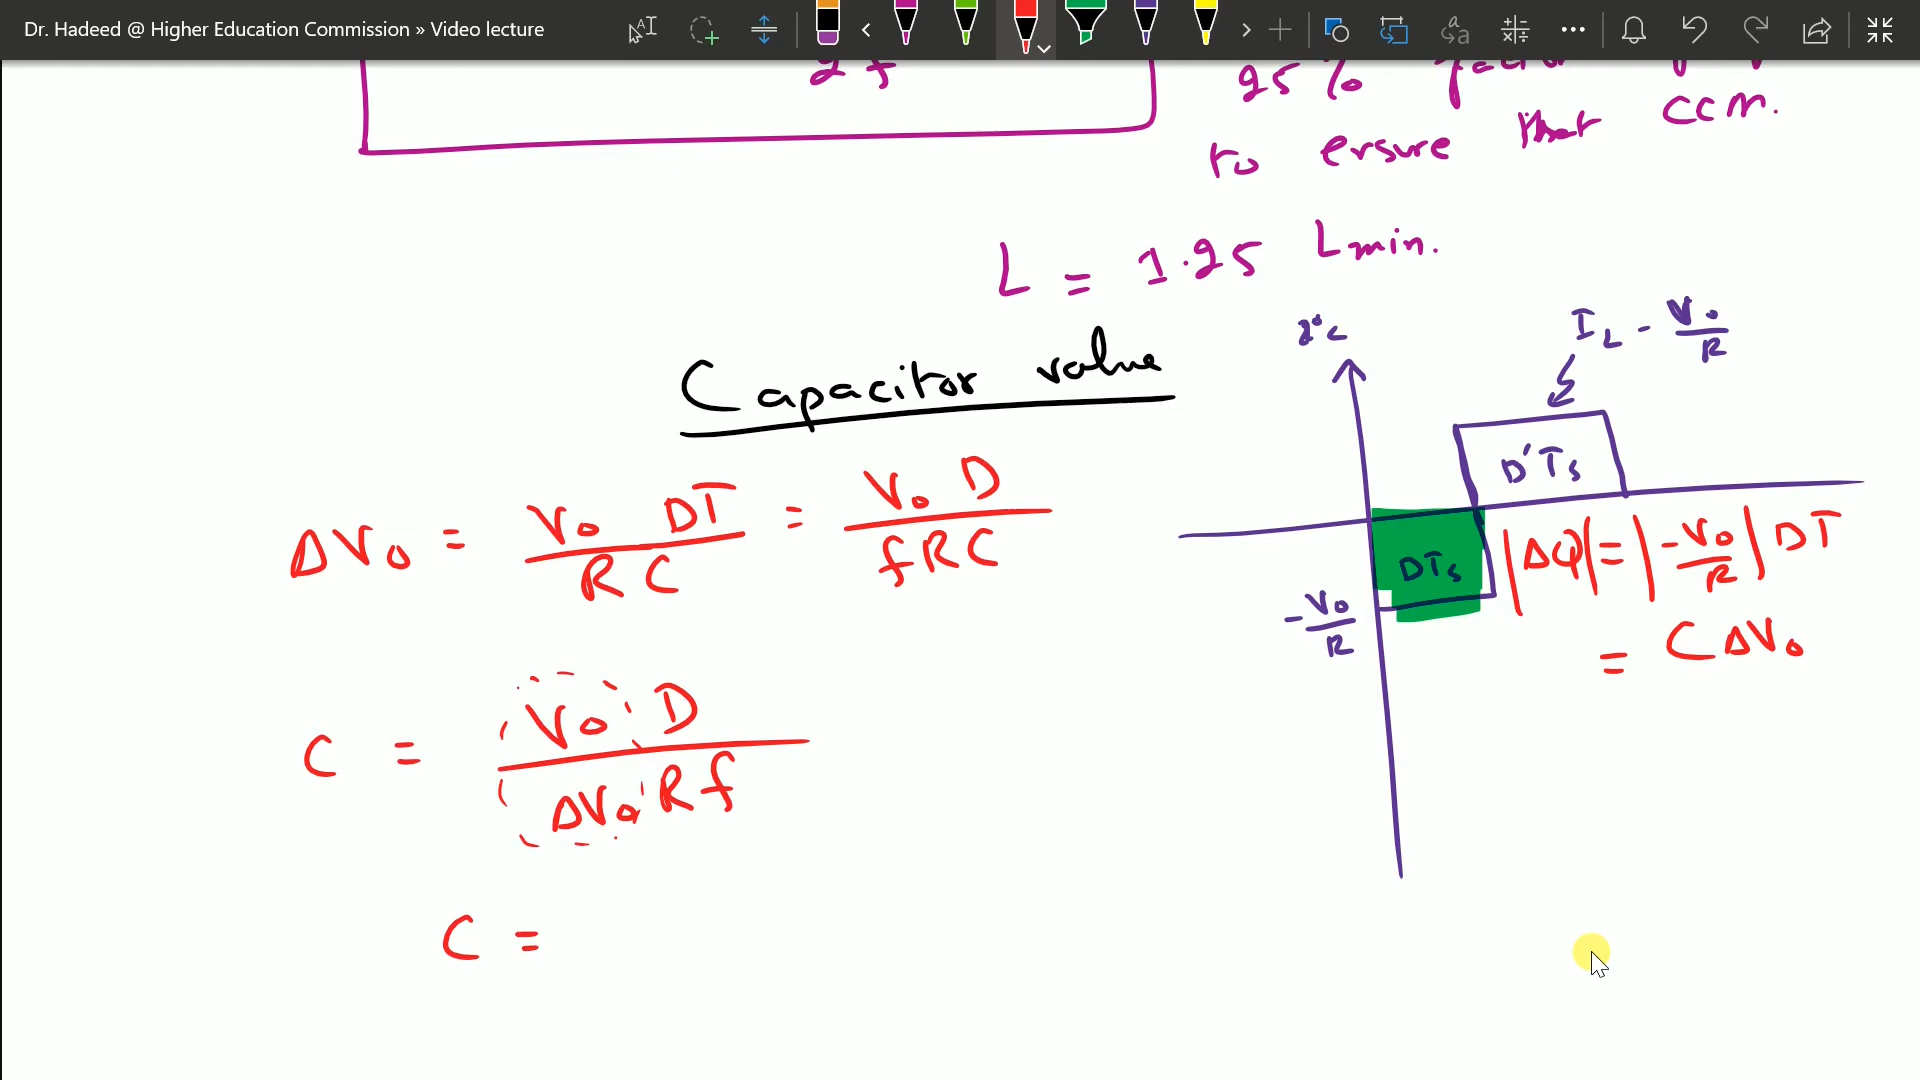 Dr. Hadeed @ Higher Education Commission » Video lecture
2 f
25%
to ensure that CCM.
L = 1.25 Lmin.
Capacitor value
ic
IL - Vo/R
D'Ts
DTs
-Vo/R
ΔVo = Vo DT / RC = Vo D / fRC
|ΔQ| = |-Vo/R| DT
= CΔVo
C = Vo D / ΔVo R f
C =